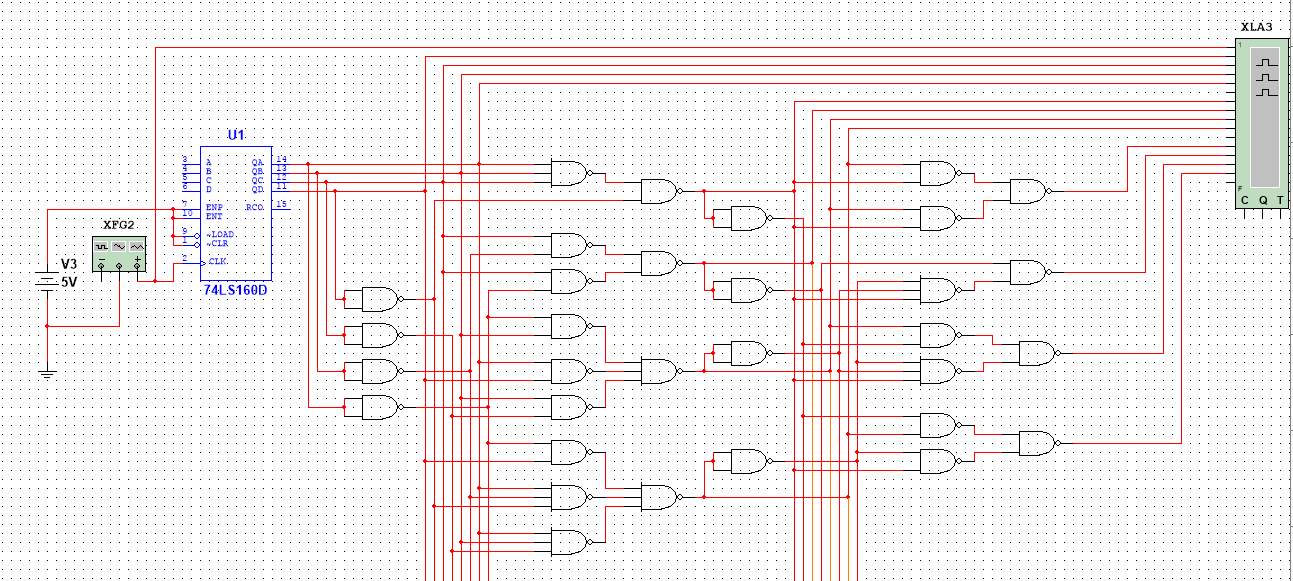 XLA3
1
F
C Q T
U1
3 A QA 14
4 B QB 13
5 C QC 12
6 D QD 11
7 ENP RCO 15
10 ENT
9 ~LOAD
1 ~CLR
2 CLK
74LS160D
XFG2
V3
5V